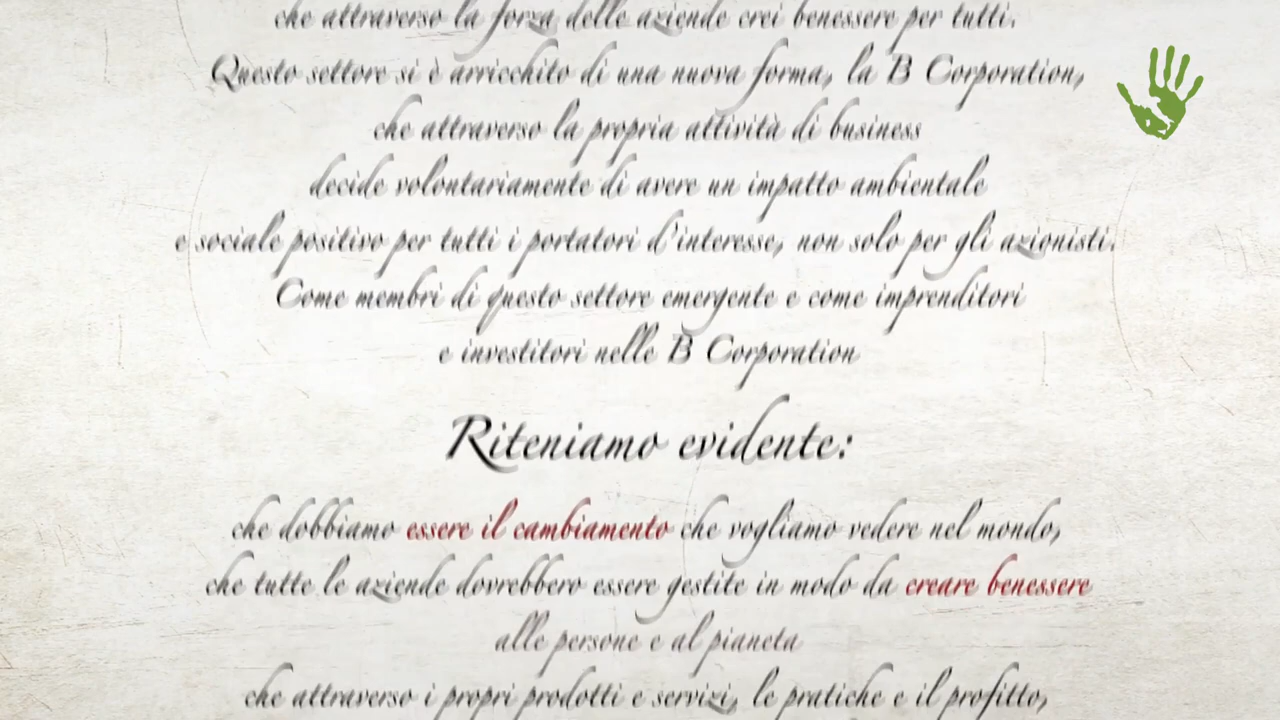 che attraverso la forza delle aziende crei benessere per tutti.
Questo settore si è arricchito di una nuova forma, la B Corporation,
che attraverso la propria attività di business
decide volontariamente di avere un impatto ambientale
e sociale positivo per tutti i portatori d'interesse, non solo per gli azionisti.
Come membri di questo settore emergente e come imprenditori
e investitori nelle B Corporation
Riteniamo evidente:
che dobbiamo essere il cambiamento che vogliamo vedere nel mondo,
che tutte le aziende dovrebbero essere gestite in modo da creare benessere
alle persone e al pianeta
che attraverso i propri prodotti e servizi, le pratiche e il profitto,